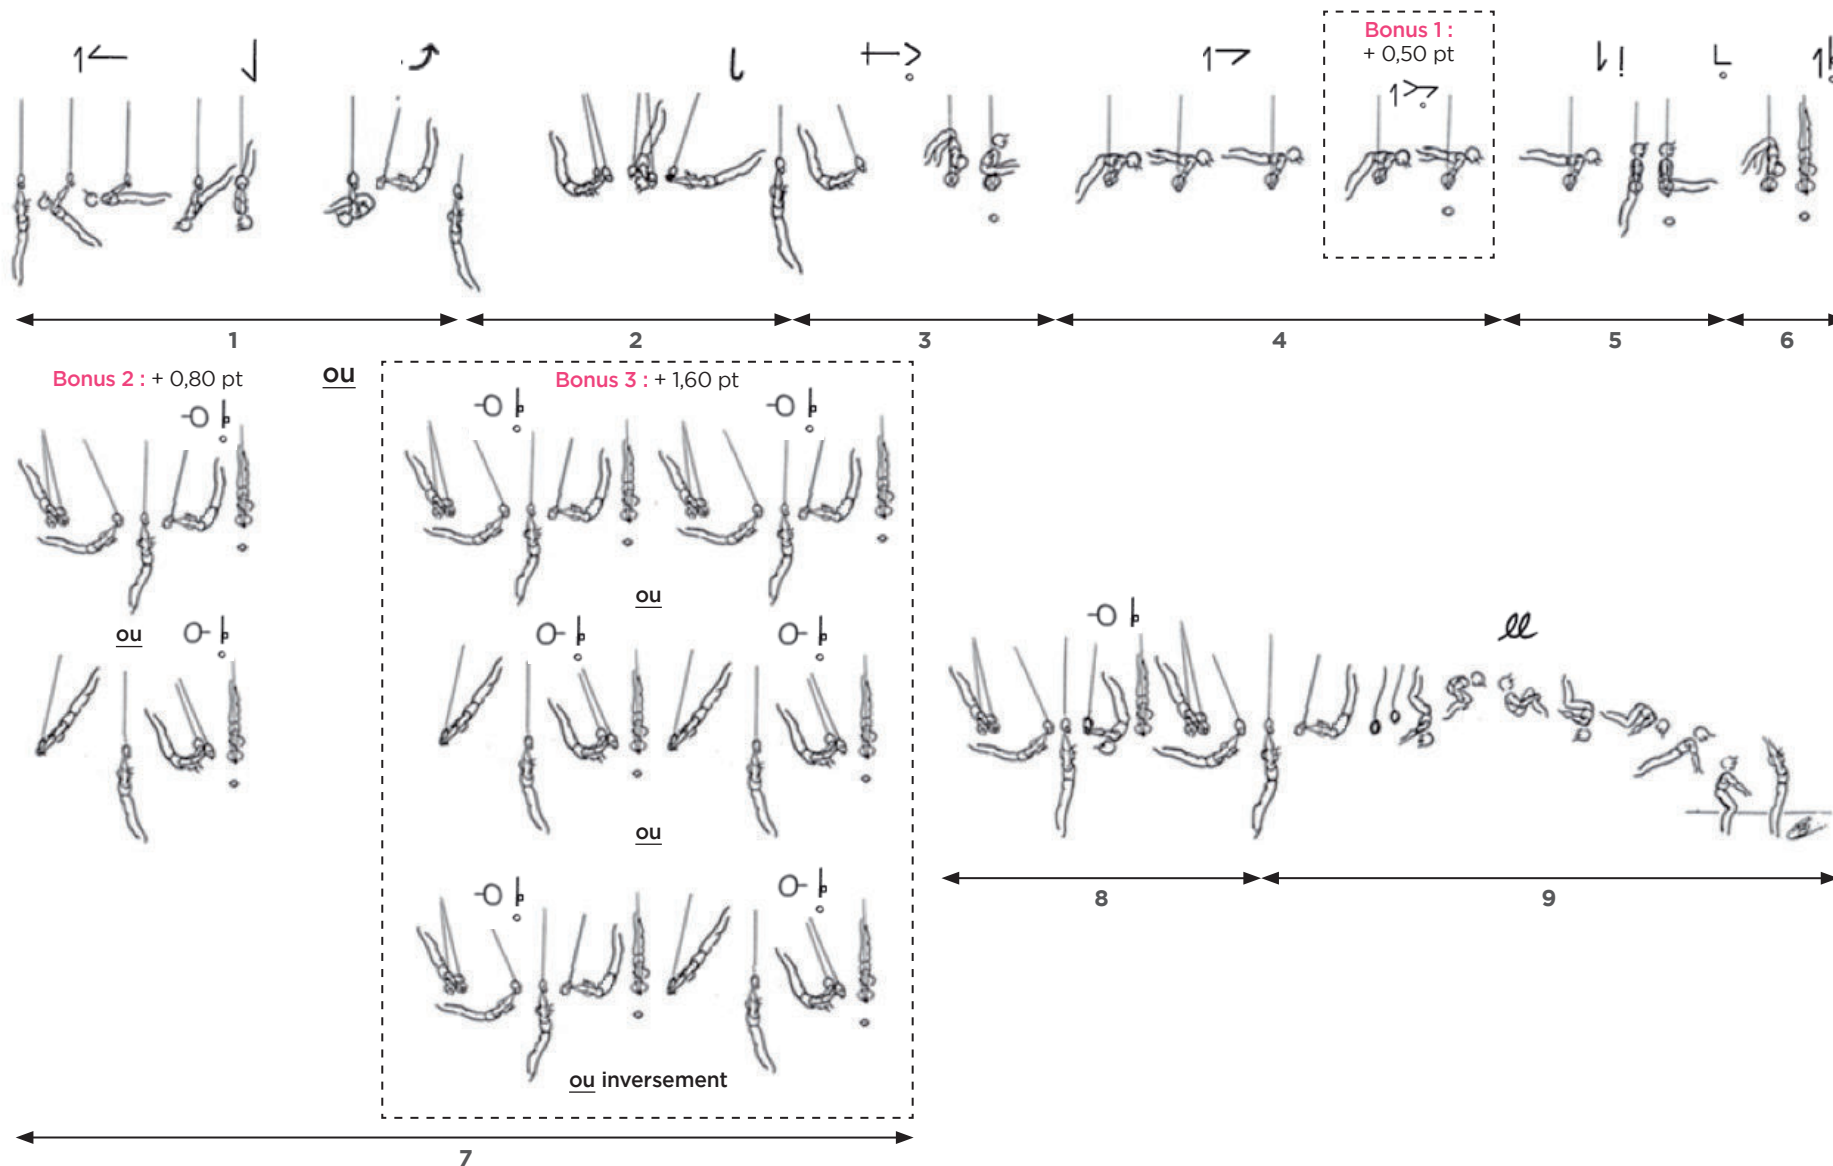 Bonus 1 :
+ 0,50 pt
1
2
3
4
5
6
Bonus 2 : + 0,80 pt
ou
Bonus 3 : + 1,60 pt
ou
ou
ou
ou inversement
8
9
7